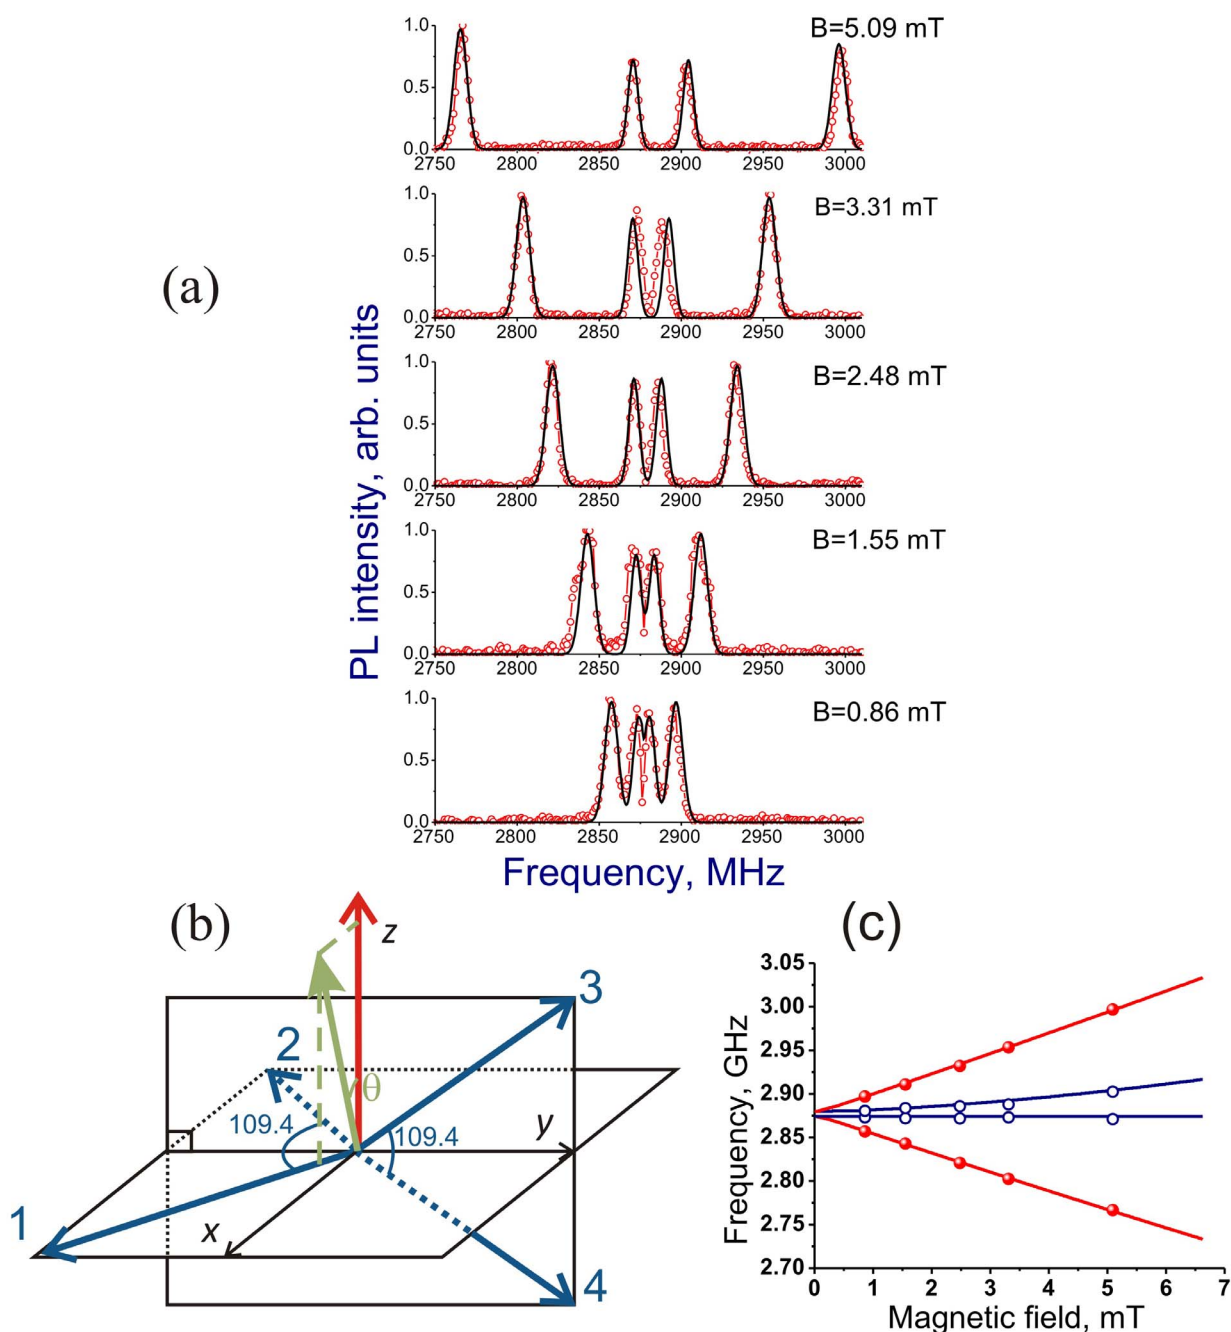 (a)
PL intensity, arb. units
B=5.09 mT
1.0
0.5
0.0
2750 2800 2850 2900 2950 3000
B=3.31 mT
1.0
0.5
0.0
2750 2800 2850 2900 2950 3000
B=2.48 mT
1.0
0.5
0.0
2750 2800 2850 2900 2950 3000
B=1.55 mT
1.0
0.5
0.0
2750 2800 2850 2900 2950 3000
B=0.86 mT
1.0
0.5
0.0
2750 2800 2850 2900 2950 3000
Frequency, MHz
(b)
z
3
2
θ
109.4
109.4
y
1
x
4
(c)
Frequency, GHz
3.05
3.00
2.95
2.90
2.85
2.80
2.75
2.70
0 1 2 3 4 5 6 7
Magnetic field, mT